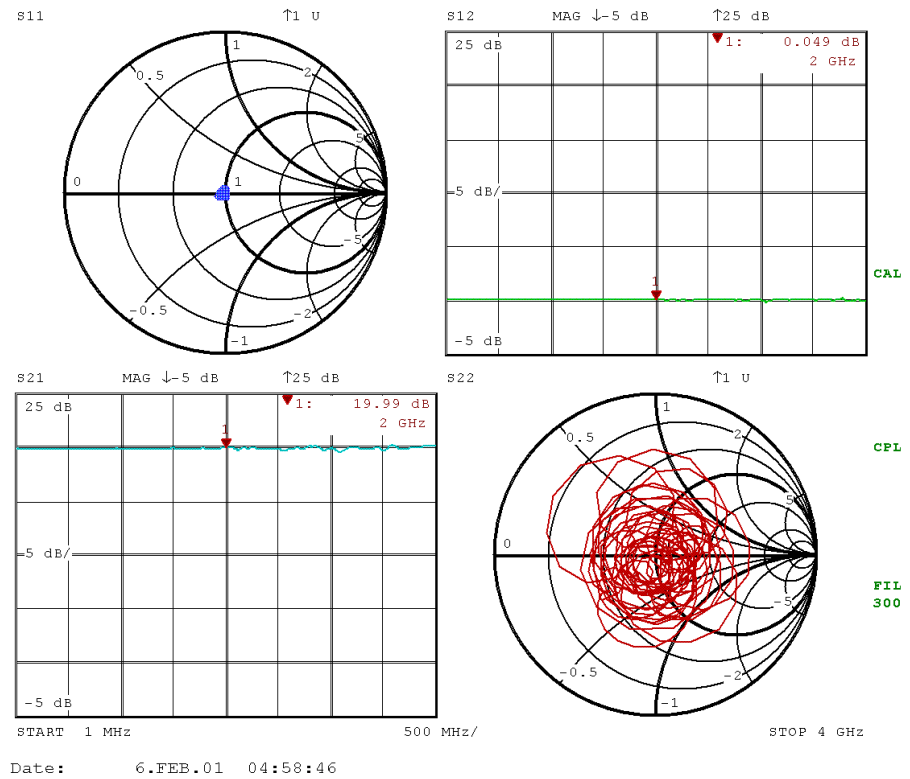 S11 ↑1 U
1
0.5
2
5
0 1
-5
-0.5
-2
-1
S12 MAG ↓-5 dB ↑25 dB
25 dB 1: 0.049 dB
2 GHz
5 dB/
1
-5 dB
CAL
S21 MAG ↓-5 dB ↑25 dB
25 dB 1: 19.99 dB
2 GHz
1
5 dB/
-5 dB
S22 ↑1 U
1
0.5
2
5
0
-5
-0.5
-2
-1
CPL
FIL
300
START 1 MHz 500 MHz/ STOP 4 GHz
Date: 6.FEB.01 04:58:46